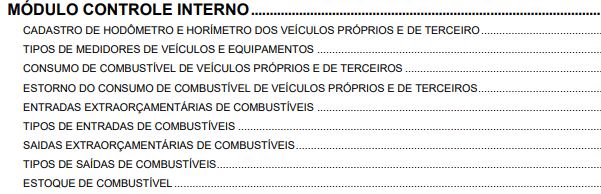 MÓDULO CONTROLE INTERNO................................................................................
CADASTRO DE HODÔMETRO E HORÍMETRO DOS VEÍCULOS PRÓPRIOS E DE TERCEIRO........................................
TIPOS DE MEDIDORES DE VEÍCULOS E EQUIPAMENTOS................................................................................
CONSUMO DE COMBUSTÍVEL DE VEÍCULOS PRÓPRIOS E DE TERCEIROS............................................................
ESTORNO DO CONSUMO DE COMBUSTÍVEL DE VEÍCULOS PRÓPRIOS E DE TERCEIROS........................................
ENTRADAS EXTRAORÇAMENTÁRIAS DE COMBUSTÍVEIS................................................................................
TIPOS DE ENTRADAS DE COMBUSTÍVEIS....................................................................................................
SAIDAS EXTRAORÇAMENTÁRIAS DE COMBUSTÍVEIS................................................................................
TIPOS DE SAÍDAS DE COMBUSTÍVEIS....................................................................................................
ESTOQUE DE COMBUSTÍVEL....................................................................................................